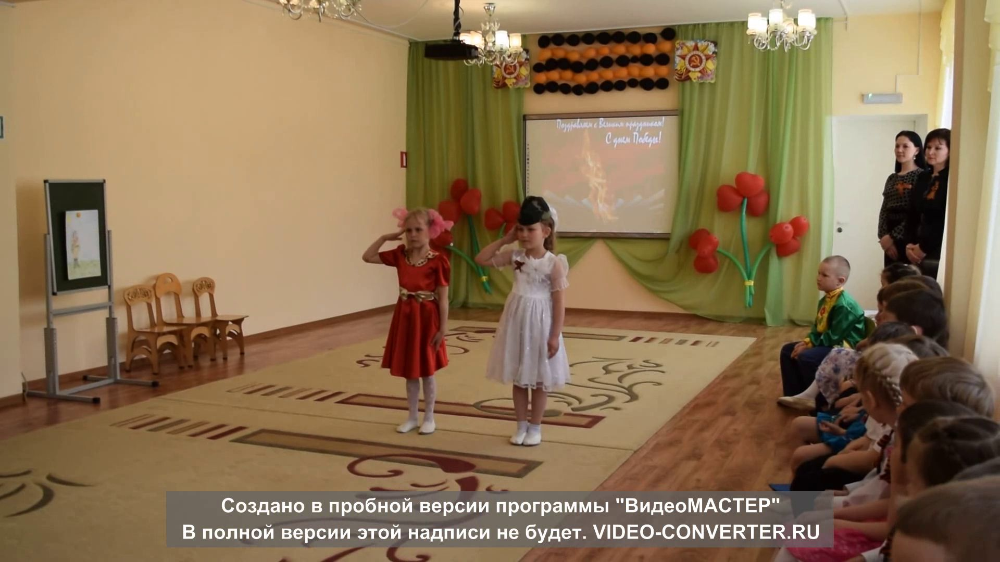 Поздравляем с Великим праздником!
С днем Победы!
Создано в пробной версии программы "ВидеоМАСТЕР"
В полной версии этой надписи не будет. VIDEO-CONVERTER.RU